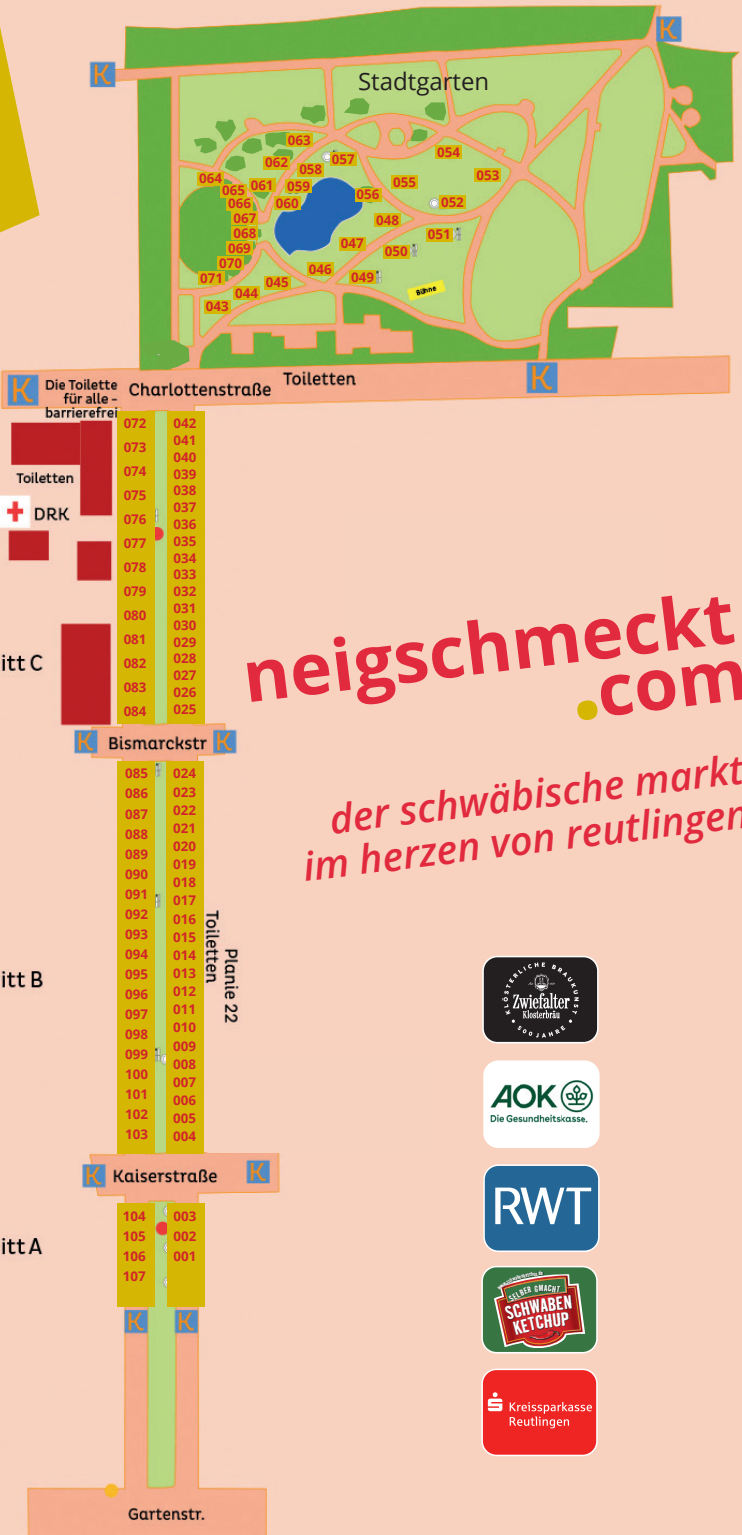 K
K
Stadtgarten
063
057
054
062
058
053
064
061
059
055
065
056
066
060
052
067
048
068
051
069
047
050
070
046
049
071
045
044
043
Bühne
K
Die Toilette
für alle -
barrierefrei
Charlottenstraße
Toiletten
K
072
073
074
075
076
077
078
079
080
081
082
083
084
042
041
040
039
038
037
036
035
034
033
032
031
030
029
028
027
026
025
Toiletten
DRK
itt C
neigschmeckt
.com
K
Bismarckstr
K
der schwäbische markt
im herzen von reutlingen
085
086
087
088
089
090
091
092
093
094
095
096
097
098
099
100
101
102
103
024
023
022
021
020
019
018
017
016
015
014
013
012
011
010
009
008
007
006
005
004
Toiletten
Planie 22
itt B
KLÖSTERLICHE BRAUKUNST
Zwiefalter
Klosterbräu
500 JAHRE
AOK
Die Gesundheitskasse.
K
Kaiserstraße
K
RWT
104
105
106
107
003
002
001
itt A
SELBER GMACHT
SCHWABEN
KETCHUP
K
K
Kreissparkasse
Reutlingen
Gartenstr.